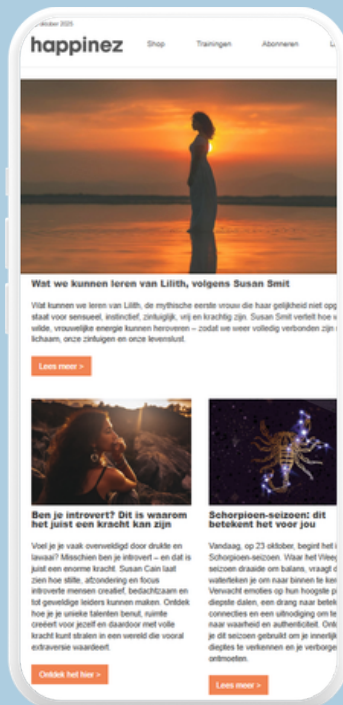 oktober 2025
happinez
Shop
Trainingen
Abonneren
Wat we kunnen leren van Lilith, volgens Susan Smit
Wat kunnen we leren van Lilith, de mythische eerste vrouw die haar gelijkheid niet opg
staat voor sensueel, instinctief, zintuiglijk, vrij en krachtig zijn. Susan Smit vertelt hoe w
wilde, vrouwelijke energie kunnen heroveren – zodat we weer volledig verbonden zijn
lichaam, onze zintuigen en onze levenslust.
Lees meer >
Ben je introvert? Dit is waarom
het juist een kracht kan zijn
Voel je je vaak overweldigd door drukte en
lawaai? Misschien ben je introvert – en dat is
juist een enorme kracht. Susan Cain laat
zien hoe stilte, afzondering en focus
introverte mensen creatief, bedachtzaam en
tot geweldige leiders kunnen maken. Ontdek
hoe je je unieke talenten benut, ruimte
creëert voor jezelf en daardoor met volle
kracht kunt stralen in een wereld die vooral
extraversie waardeert.
Ontdek het hier >
Schorpioen-seizoen: dit
betekent het voor jou
Vandaag, op 23 oktober, begint het
Schorpioen-seizoen. Waar het Weeg
seizoen draaide om balans, vraagt d
waterteken je om naar binnen te ker
Verwacht emoties op hun hoogste p
diepste dalen, een drang naar betek
connecties en een uitnodiging om te
naar waarheid en authenticiteit. Ont
je dit seizoen gebruikt om je innerlijk
dieptes te verkennen en je verborge
ontmoeten.
Lees meer >